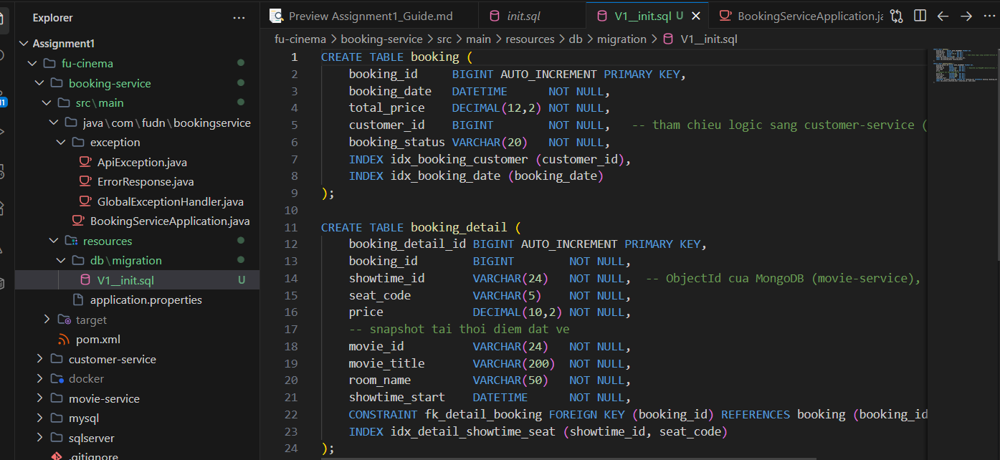 Explorer
Assignment1
fu-cinema
booking-service
src\main
java\com\fudn\bookingservice
exception
ApiException.java
ErrorResponse.java
GlobalExceptionHandler.java
BookingServiceApplication.java
resources
db\migration
V1__init.sql U
application.properties
target
pom.xml
customer-service
docker
movie-service
mysql
sqlserver
.gitignore
Preview Assignment1_Guide.md
init.sql
V1__init.sql U
BookingServiceApplication.ja
fu-cinema > booking-service > src > main > resources > db > migration > V1__init.sql
1 CREATE TABLE booking (
2 booking_id BIGINT AUTO_INCREMENT PRIMARY KEY,
3 booking_date DATETIME NOT NULL,
4 total_price DECIMAL(12,2) NOT NULL,
5 customer_id BIGINT NOT NULL, -- tham chieu logic sang customer-service (
6 booking_status VARCHAR(20) NOT NULL,
7 INDEX idx_booking_customer (customer_id),
8 INDEX idx_booking_date (booking_date)
9 );
10
11 CREATE TABLE booking_detail (
12 booking_detail_id BIGINT AUTO_INCREMENT PRIMARY KEY,
13 booking_id BIGINT NOT NULL,
14 showtime_id VARCHAR(24) NOT NULL, -- ObjectId cua MongoDB (movie-service),
15 seat_code VARCHAR(5) NOT NULL,
16 price DECIMAL(10,2) NOT NULL,
17 -- snapshot tai thoi diem dat ve
18 movie_id VARCHAR(24) NOT NULL,
19 movie_title VARCHAR(200) NOT NULL,
20 room_name VARCHAR(50) NOT NULL,
21 showtime_start DATETIME NOT NULL,
22 CONSTRAINT fk_detail_booking FOREIGN KEY (booking_id) REFERENCES booking (booking_id
23 INDEX idx_detail_showtime_seat (showtime_id, seat_code)
24 );